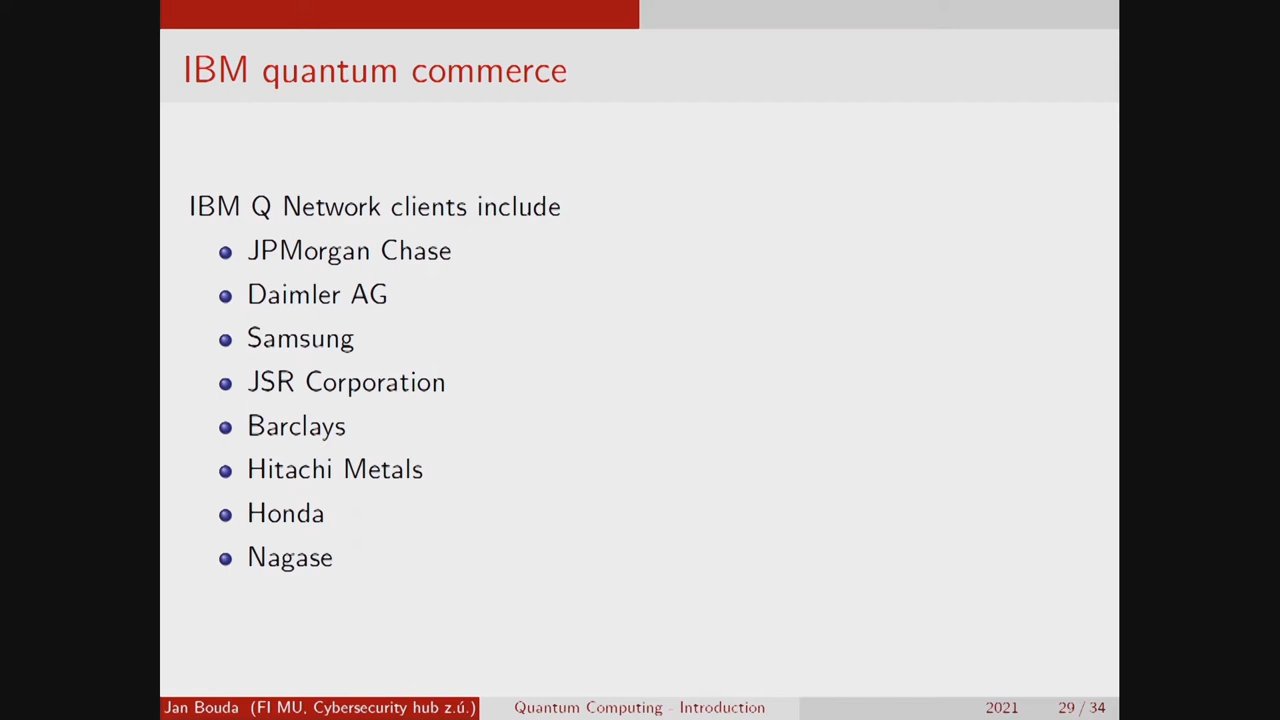 IBM quantum commerce
IBM Q Network clients include
JPMorgan Chase
Daimler AG
Samsung
JSR Corporation
Barclays
Hitachi Metals
Honda
Nagase
Jan Bouda (FI MU, Cybersecurity hub z.ú.)
Quantum Computing - Introduction
2021
29 / 34